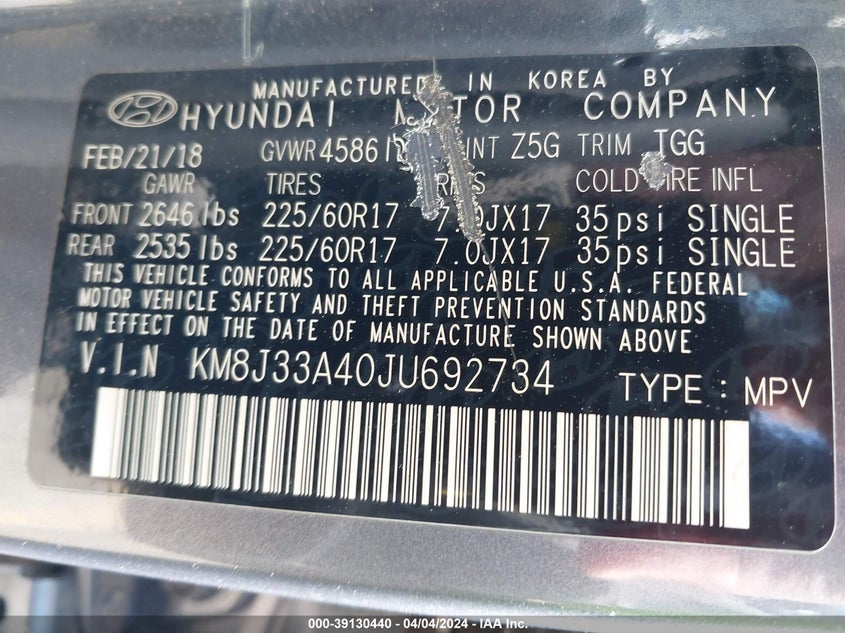 MANUFACTURED IN KOREA BY
HYUNDAI MOTOR COMPANY
FEB/21/18 GVWR 4586 Z5G TRIM TGG
GAWR TIRES COLD INFL
FRONT 2646 lbs 225/60R17 JX17 35psi SINGLE
REAR 2535 lbs 225/60R17 7.0JX17 35psi SINGLE
THIS VEHICLE CONFORMS TO ALL APPLICABLE U.S.A. FEDERAL
MOTOR VEHICLE SAFETY AND THEFT PREVENTION STANDARDS
IN EFFECT ON THE DATE OF MANUFACTURE SHOWN ABOVE
V.I.N KM8J33A40JU692734 TYPE : MPV
000-39130440 - 04/04/2024 - IAA Inc.